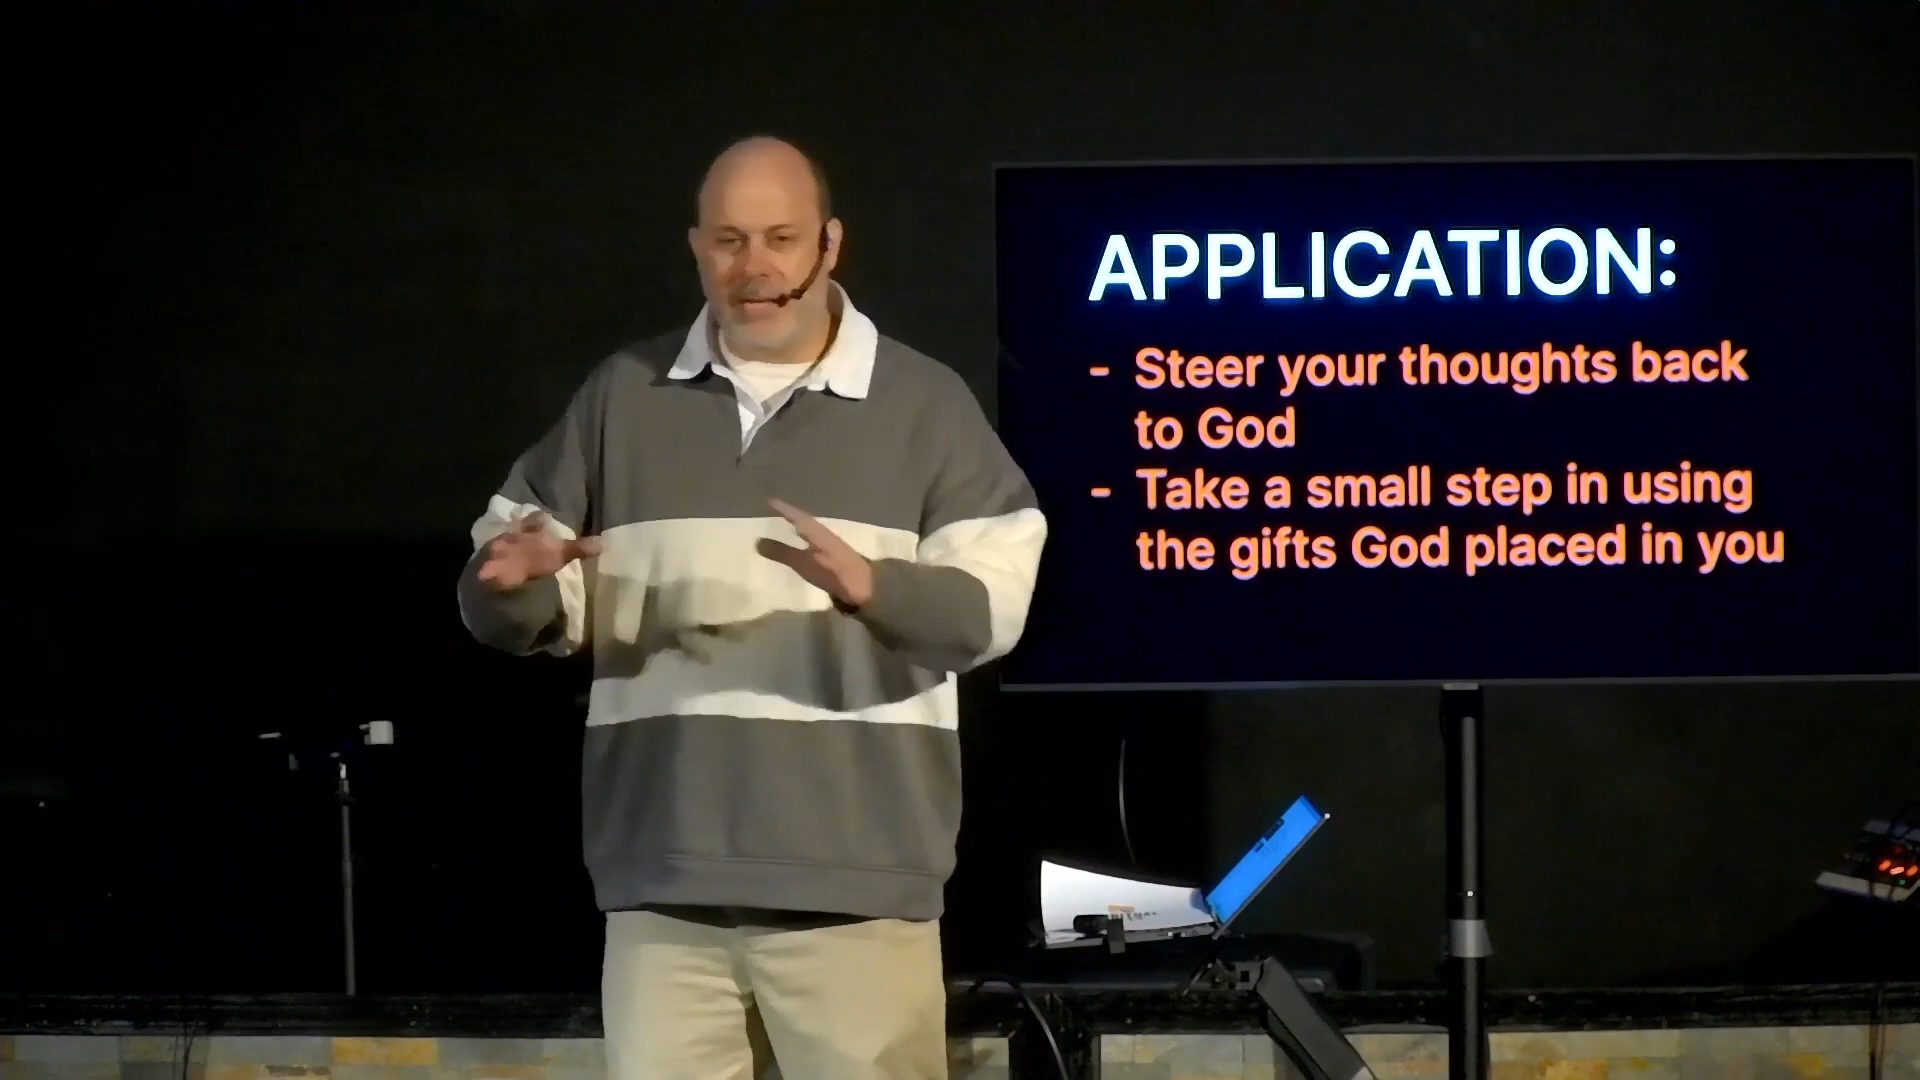 APPLICATION:
- Steer your thoughts back
to God
- Take a small step in using
the gifts God placed in you